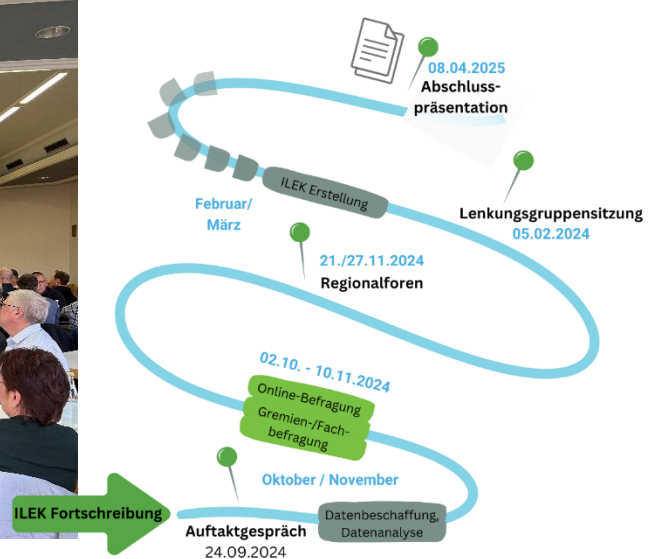 08.04.2025
Abschluss-
präsentation
ILEK Erstellung
Februar/
März
Lenkungsgruppensitzung
05.02.2024
21./27.11.2024
Regionalforen
02.10. - 10.11.2024
Online-Befragung
Gremien-/Fach-
befragung
Oktober / November
ILEK Fortschreibung
Datenbeschaffung,
Datenanalyse
Auftaktgespräch
24.09.2024